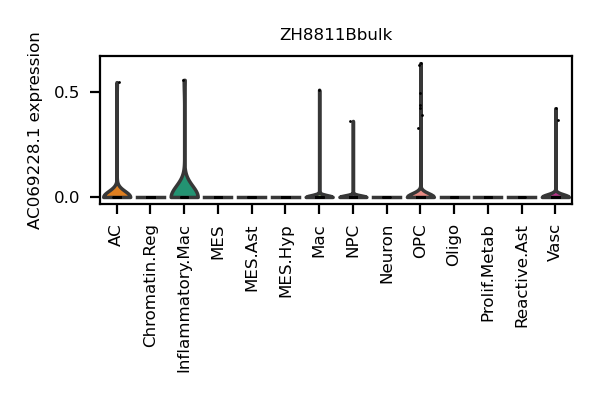 ZH8811Bbulk
AC069228.1 expression
0.5
0.0
AC
Chromatin.Reg
Inflammatory.Mac
MES
MES.Ast
MES.Hyp
Mac
NPC
Neuron
OPC
Oligo
Prolif.Metab
Reactive.Ast
Vasc